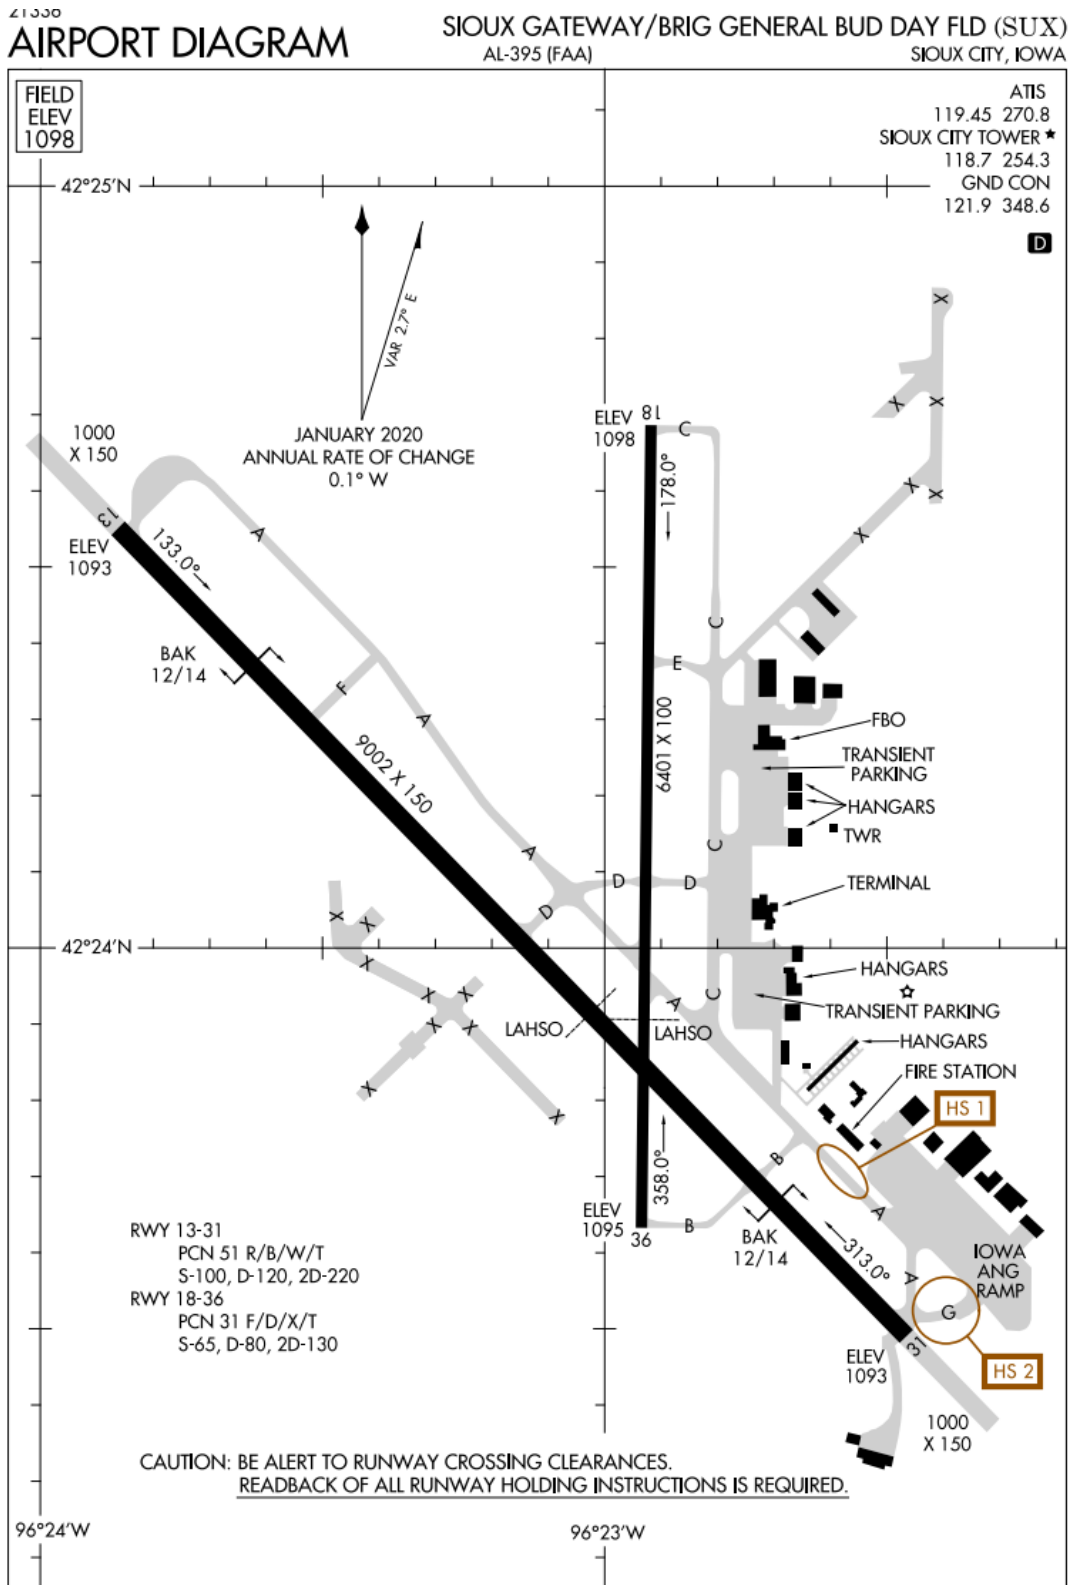 21338
AIRPORT DIAGRAM
SIOUX GATEWAY/BRIG GENERAL BUD DAY FLD (SUX)
AL-395 (FAA)
SIOUX CITY, IOWA
FIELD
ELEV
1098
ATIS
119.45 270.8
SIOUX CITY TOWER ★
118.7 254.3
GND CON
121.9 348.6
D
42°25'N
VAR 2.7° E
JANUARY 2020
ANNUAL RATE OF CHANGE
0.1° W
X
X
X
X
X
X
X
ELEV
1098
18
C
178.0°
1000
X 150
13
ELEV
1093
133.0°
A
BAK
12/14
F
A
9002 X 150
C
E
6401 X 100
FBO
TRANSIENT
PARKING
HANGARS
TWR
C
A
D
D
D
TERMINAL
42°24'N
X
X
X
X
X
X
X
X
X
HANGARS
TRANSIENT PARKING
LAHSO
LAHSO
A
C
HANGARS
FIRE STATION
HS 1
358.0°
B
B
ELEV
1095
36
BAK
12/14
A
313.0°
A
IOWA
ANG
RAMP
G
HS 2
31
ELEV
1093
1000
X 150
RWY 13-31
PCN 51 R/B/W/T
S-100, D-120, 2D-220
RWY 18-36
PCN 31 F/D/X/T
S-65, D-80, 2D-130
CAUTION: BE ALERT TO RUNWAY CROSSING CLEARANCES.
READBACK OF ALL RUNWAY HOLDING INSTRUCTIONS IS REQUIRED.
96°24'W
96°23'W